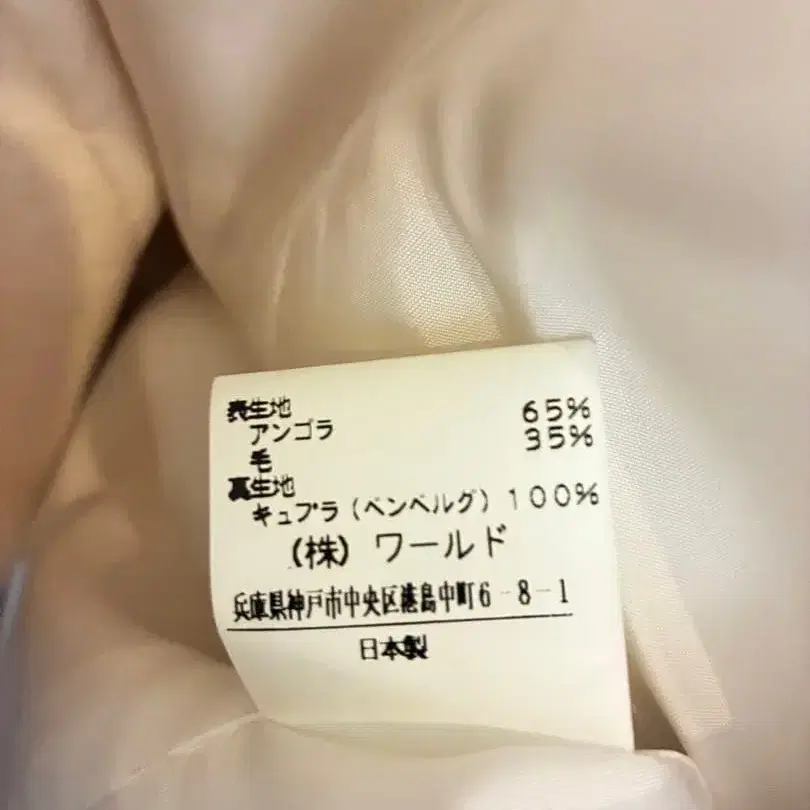 表生地
アンゴラ 65%
毛 35%
裏生地
キュプラ(ベンベルグ) 100%
(株) ワールド
兵庫県神戸市中央区港島中町6-8-1
日本製